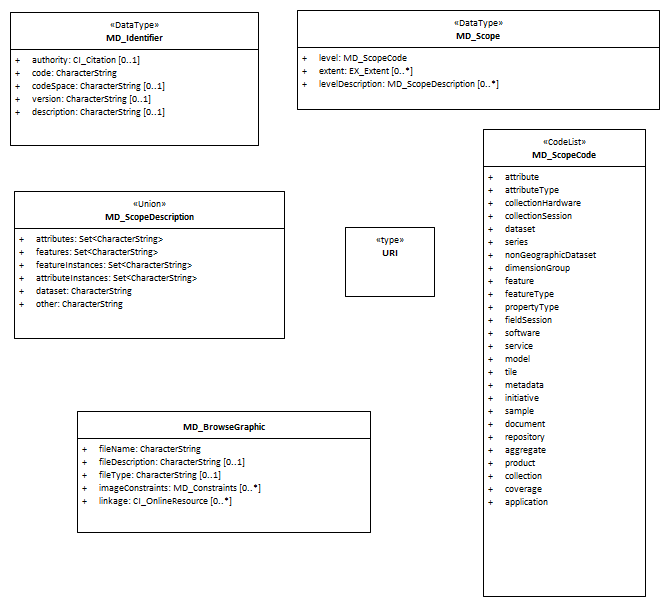 «DataType»
MD_Identifier
+ authority: CI_Citation [0..1]
+ code: CharacterString
+ codeSpace: CharacterString [0..1]
+ version: CharacterString [0..1]
+ description: CharacterString [0..1]
«DataType»
MD_Scope
+ level: MD_ScopeCode
+ extent: EX_Extent [0..*]
+ levelDescription: MD_ScopeDescription [0..*]
«CodeList»
MD_ScopeCode
+ attribute
+ attributeType
+ collectionHardware
+ collectionSession
+ dataset
+ series
+ nonGeographicDataset
+ dimensionGroup
+ feature
+ featureType
+ propertyType
+ fieldSession
+ software
+ service
+ model
+ tile
+ metadata
+ initiative
+ sample
+ document
+ repository
+ aggregate
+ product
+ collection
+ coverage
+ application
«Union»
MD_ScopeDescription
+ attributes: Set<CharacterString>
+ features: Set<CharacterString>
+ featureInstances: Set<CharacterString>
+ attributeInstances: Set<CharacterString>
+ dataset: CharacterString
+ other: CharacterString
«type»
URI
MD_BrowseGraphic
+ fileName: CharacterString
+ fileDescription: CharacterString [0..1]
+ fileType: CharacterString [0..1]
+ imageConstraints: MD_Constraints [0..*]
+ linkage: CI_OnlineResource [0..*]